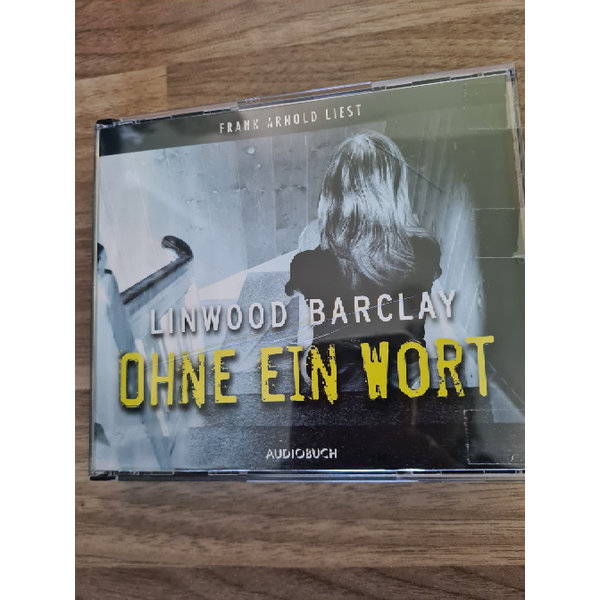 FRANK ARNOLD LIEST
LINWOOD BARCLAY
OHNE EIN WORT
AUDIOBUCH